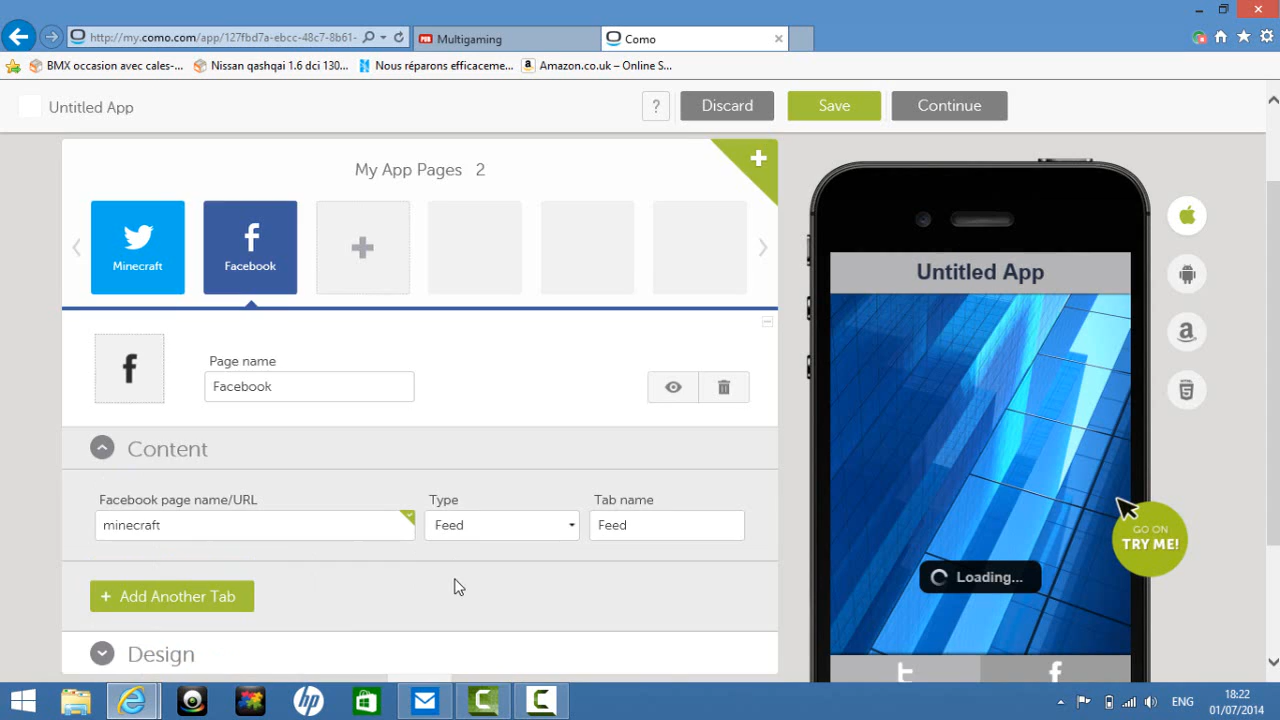 http://my.como.com/app/127fbd7a-ebcc-48c7-8b61-
Multigaming
Como
BMX occasion avec cales-...
Nissan qashqai 1.6 dci 130...
Nous réparons efficaceme...
Amazon.co.uk – Online S...
Untitled App
?
Discard
Save
Continue
My App Pages 2
Minecraft
Facebook
Page name
Facebook
Content
Facebook page name/URL
Type
Tab name
minecraft
Feed
Feed
+ Add Another Tab
Design
Untitled App
Loading...
GO ON
TRY ME!
ENG
18:22
01/07/2014